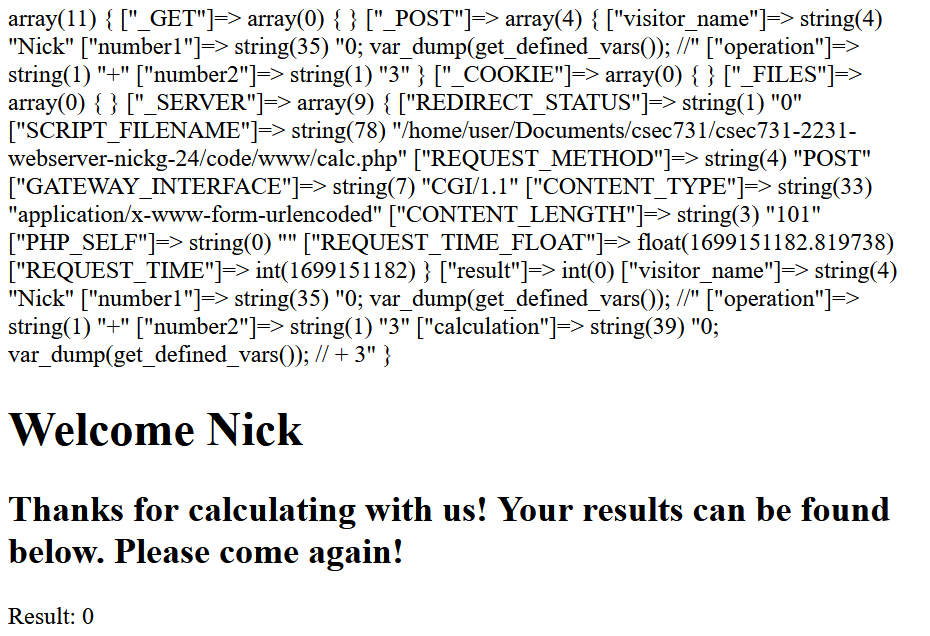 array(11) { ["_GET"]=> array(0) { } ["_POST"]=> array(4) { ["visitor_name"]=> string(4)
"Nick" ["number1"]=> string(35) "0; var_dump(get_defined_vars()); //" ["operation"]=>
string(1) "+" ["number2"]=> string(1) "3" } ["_COOKIE"]=> array(0) { } ["_FILES"]=>
array(0) { } ["_SERVER"]=> array(9) { ["REDIRECT_STATUS"]=> string(1) "0"
["SCRIPT_FILENAME"]=> string(78) "/home/user/Documents/csec731/csec731-2231-
webserver-nickg-24/code/www/calc.php" ["REQUEST_METHOD"]=> string(4) "POST"
["GATEWAY_INTERFACE"]=> string(7) "CGI/1.1" ["CONTENT_TYPE"]=> string(33)
"application/x-www-form-urlencoded" ["CONTENT_LENGTH"]=> string(3) "101"
["PHP_SELF"]=> string(0) "" ["REQUEST_TIME_FLOAT"]=> float(1699151182.819738)
["REQUEST_TIME"]=> int(1699151182) } ["result"]=> int(0) ["visitor_name"]=> string(4)
"Nick" ["number1"]=> string(35) "0; var_dump(get_defined_vars()); //" ["operation"]=>
string(1) "+" ["number2"]=> string(1) "3" ["calculation"]=> string(39) "0;
var_dump(get_defined_vars()); // + 3" }
Welcome Nick
Thanks for calculating with us! Your results can be found
below. Please come again!
Result: 0